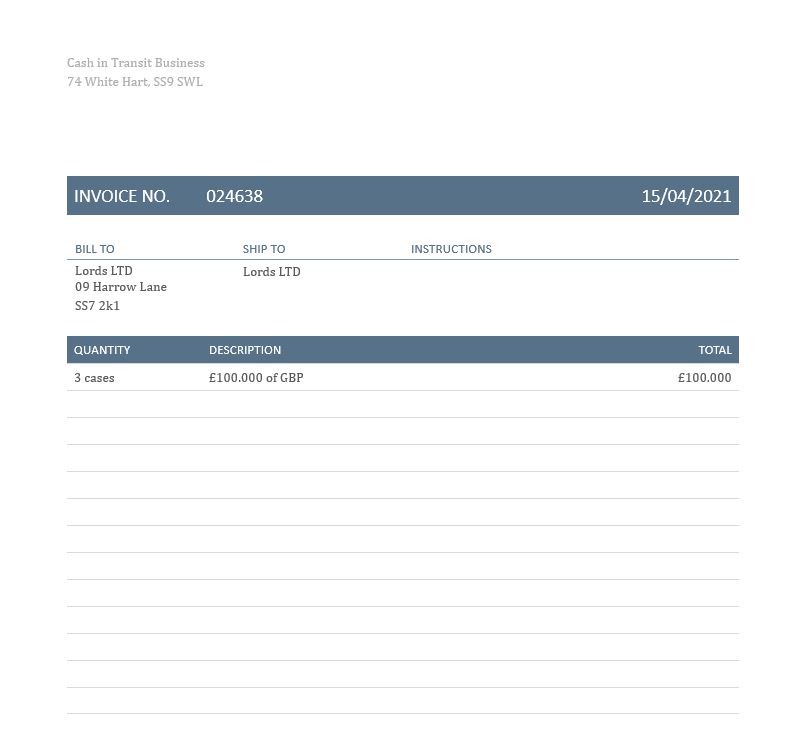 Cash in Transit Business
74 White Hart, SS9 SWL
INVOICE NO. 024638 15/04/2021
BILL TO SHIP TO INSTRUCTIONS
Lords LTD Lords LTD
09 Harrow Lane
SS7 2k1
QUANTITY DESCRIPTION TOTAL
3 cases £100.000 of GBP £100.000